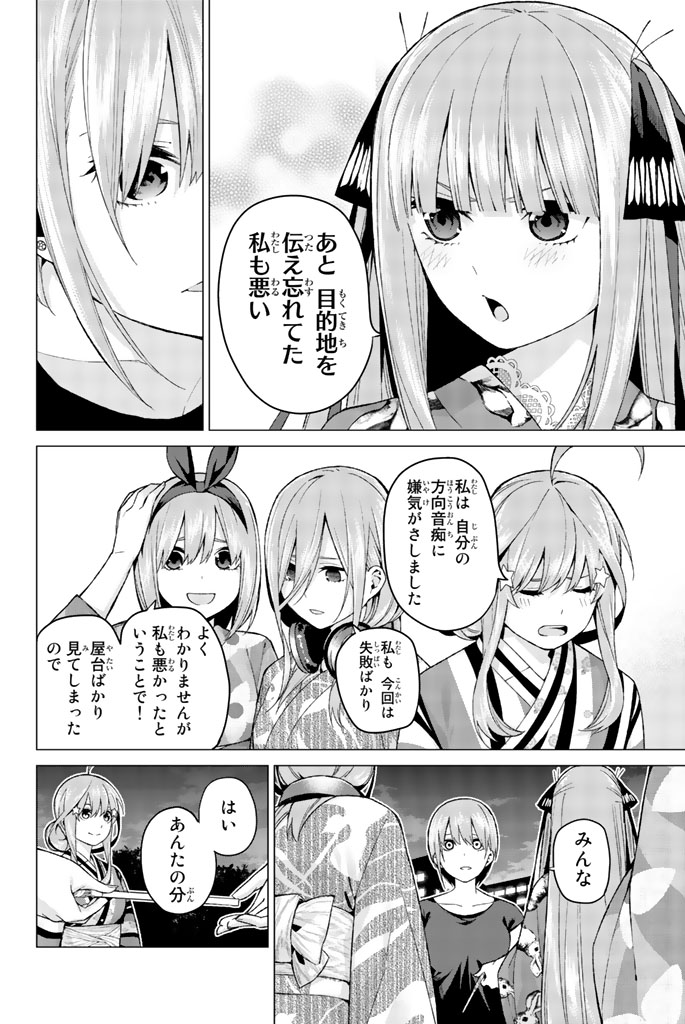 あと 目的地を
伝え忘れてた
私も悪い
私は 自分の
方向音痴に
嫌気がさしました
私も 今回は
失敗ばかり
よく
わかりませんが
私も悪かったと
いうことで！
屋台ばかり
見てしまった
ので
みんな
はい
あんたの分